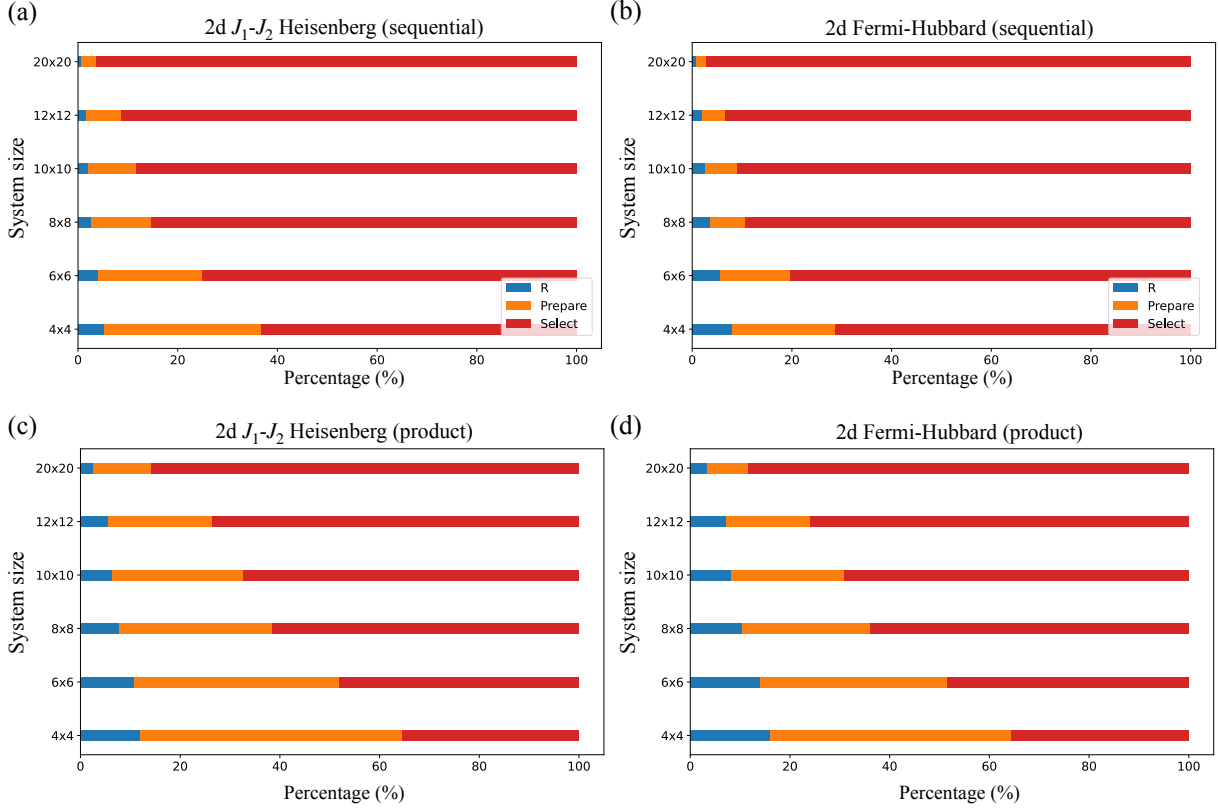 (a)
2d J₁-J₂ Heisenberg (sequential)
System size
20x20
12x12
10x10
8x8
6x6
4x4
R
Prepare
Select
0 20 40 60 80 100
Percentage (%)
(b)
2d Fermi-Hubbard (sequential)
System size
20x20
12x12
10x10
8x8
6x6
4x4
R
Prepare
Select
0 20 40 60 80 100
Percentage (%)
(c)
2d J₁-J₂ Heisenberg (product)
System size
20x20
12x12
10x10
8x8
6x6
4x4
0 20 40 60 80 100
Percentage (%)
(d)
2d Fermi-Hubbard (product)
System size
20x20
12x12
10x10
8x8
6x6
4x4
0 20 40 60 80 100
Percentage (%)